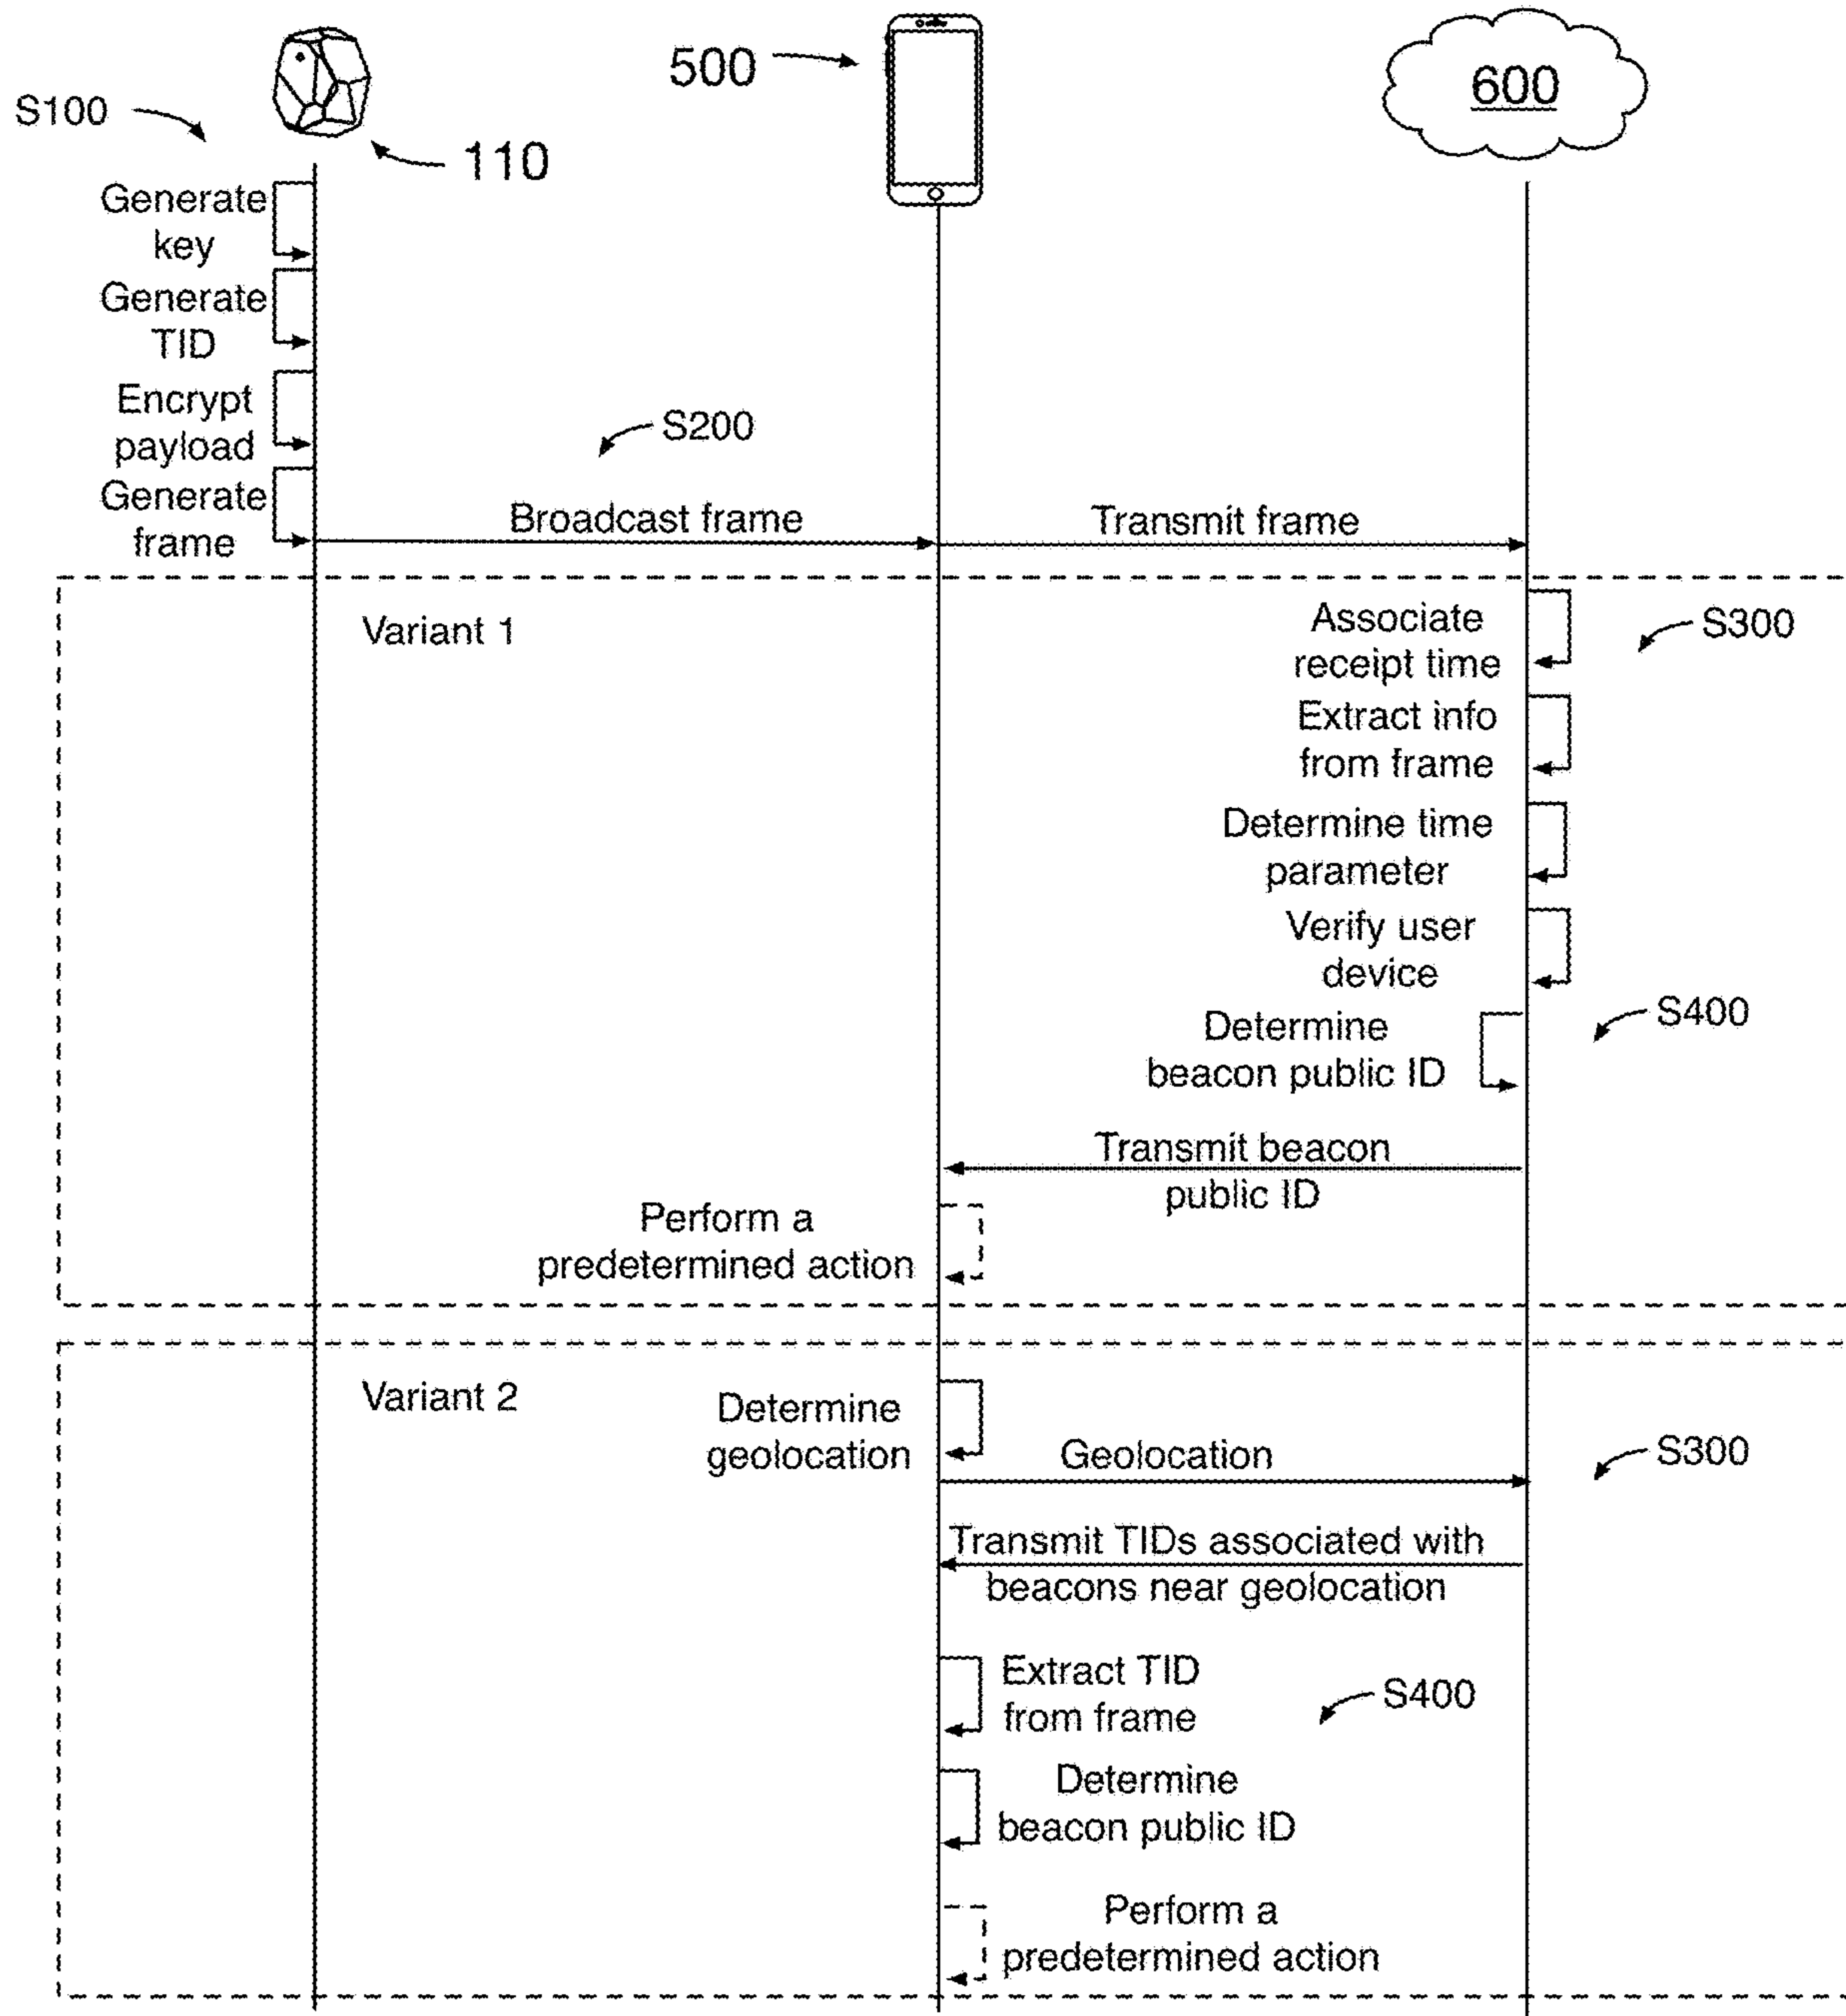 500
600
S100
110
Generate
key
Generate
TID
Encrypt
payload
S200
Generate
frame
Broadcast frame
Transmit frame
Variant 1
Associate
receipt time
S300
Extract info
from frame
Determine time
parameter
Verify user
device
S400
Determine
beacon public ID
Transmit beacon
public ID
Perform a
predetermined action
Variant 2
Determine
geolocation
Geolocation
S300
Transmit TIDs associated with
beacons near geolocation
Extract TID
from frame
S400
Determine
beacon public ID
Perform a
predetermined action